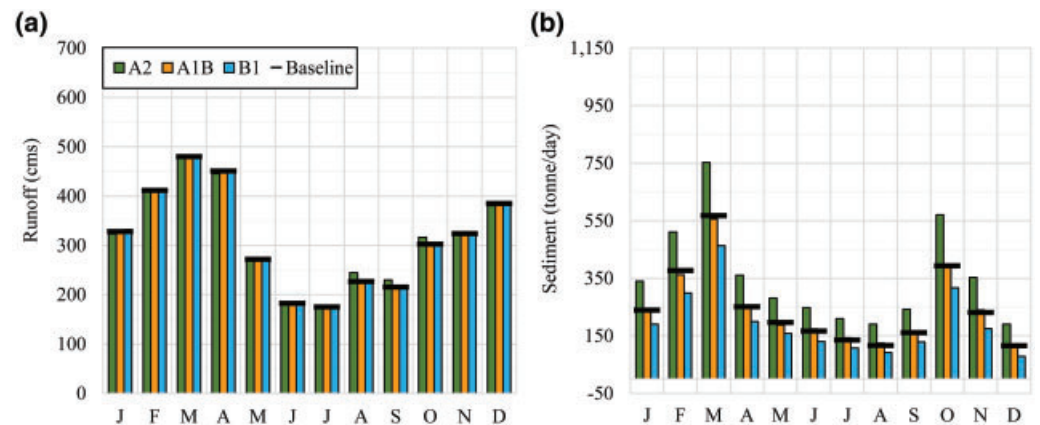 (a)
700
600
500
400
300
200
100
0
Runoff (cms)
A2 A1B B1 Baseline
J F M A M J J A S O N D
(b)
1,150
950
750
550
350
150
-50
Sediment (tonne/day)
J F M A M J J A S O N D